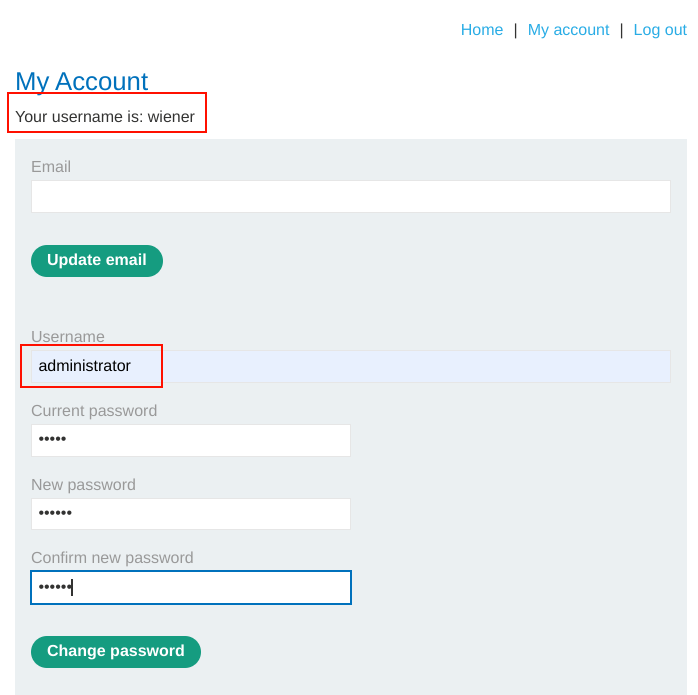 Home | My account | Log out
My Account
Your username is: wiener
Email
Update email
Username
administrator
Current password
•••••
New password
••••••
Confirm new password
••••••
Change password